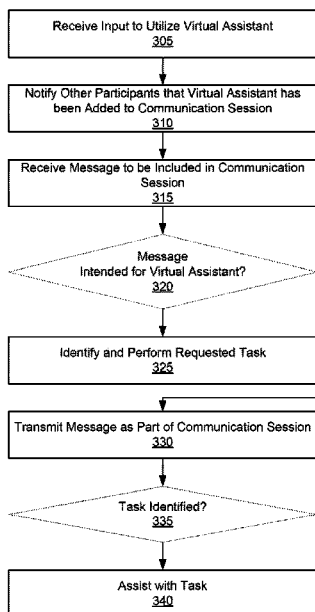 Receive Input to Utilize Virtual Assistant
305
Notify Other Participants that Virtual Assistant has
been Added to Communication Session
310
Receive Message to be Included in Communication
Session
315
Message
Intended for Virtual Assistant?
320
Identify and Perform Requested Task
325
Transmit Message as Part of Communication Session
330
Task Identified?
335
Assist with Task
340